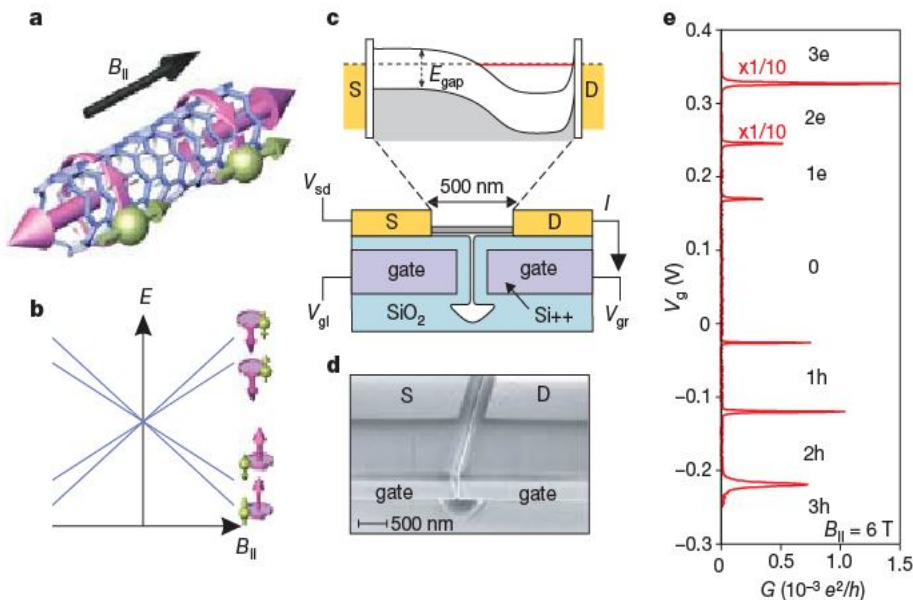 a
B||
b
E
B||
c
S
Egap
D
500 nm
Vsd
S
D
I
gate
gate
Vgl
SiO2
Si++
Vgr
d
S
D
gate
gate
500 nm
e
0.4
0.3
0.2
0.1
0
−0.1
−0.2
−0.3
Vg (V)
3e
x1/10
2e
x1/10
1e
0
1h
2h
3h
B|| = 6 T
0
0.5
1.0
1.5
G (10−3 e2/h)